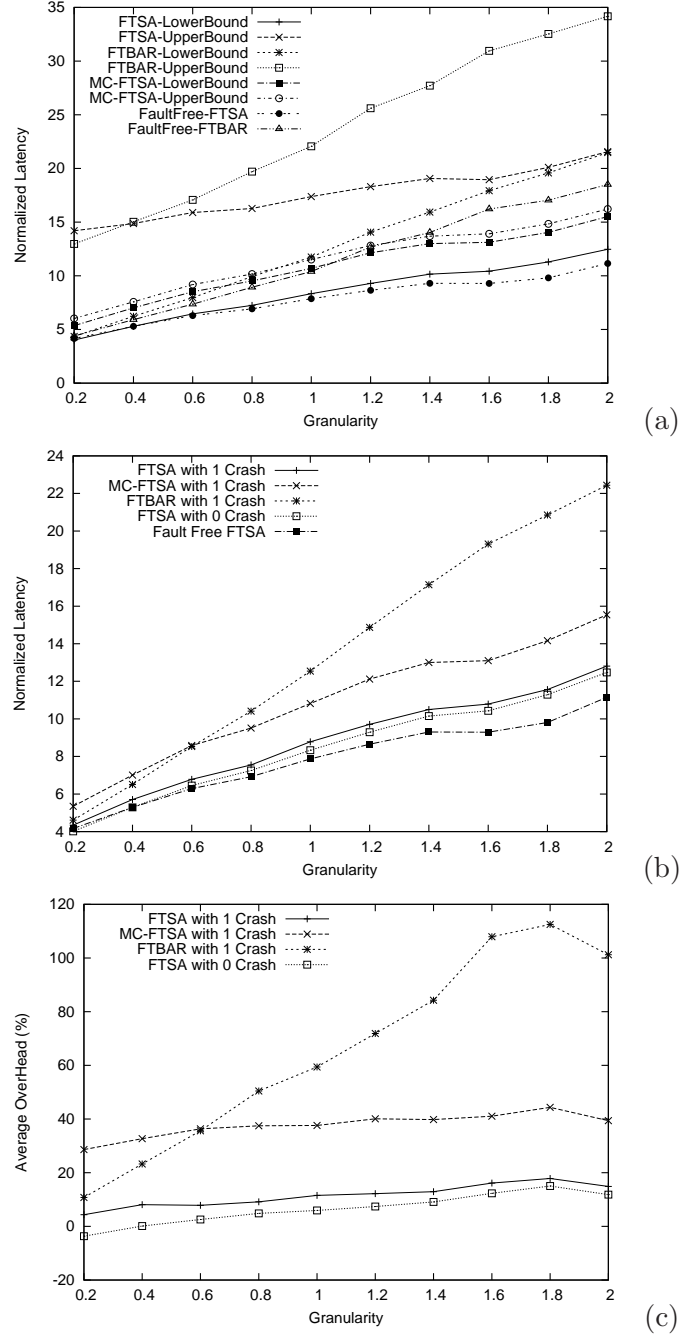 35
30
25
20
15
10
5
0
Normalized Latency
FTSA-LowerBound
FTSA-UpperBound
FTBAR-LowerBound
FTBAR-UpperBound
MC-FTSA-LowerBound
MC-FTSA-UpperBound
FaultFree-FTSA
FaultFree-FTBAR
0.2 0.4 0.6 0.8 1 1.2 1.4 1.6 1.8 2
Granularity
(a)
24
22
20
18
16
14
12
10
8
6
4
Normalized Latency
FTSA with 1 Crash
MC-FTSA with 1 Crash
FTBAR with 1 Crash
FTSA with 0 Crash
Fault Free FTSA
0.2 0.4 0.6 0.8 1 1.2 1.4 1.6 1.8 2
Granularity
(b)
120
100
80
60
40
20
0
-20
Average OverHead (%)
FTSA with 1 Crash
MC-FTSA with 1 Crash
FTBAR with 1 Crash
FTSA with 0 Crash
0.2 0.4 0.6 0.8 1 1.2 1.4 1.6 1.8 2
Granularity
(c)